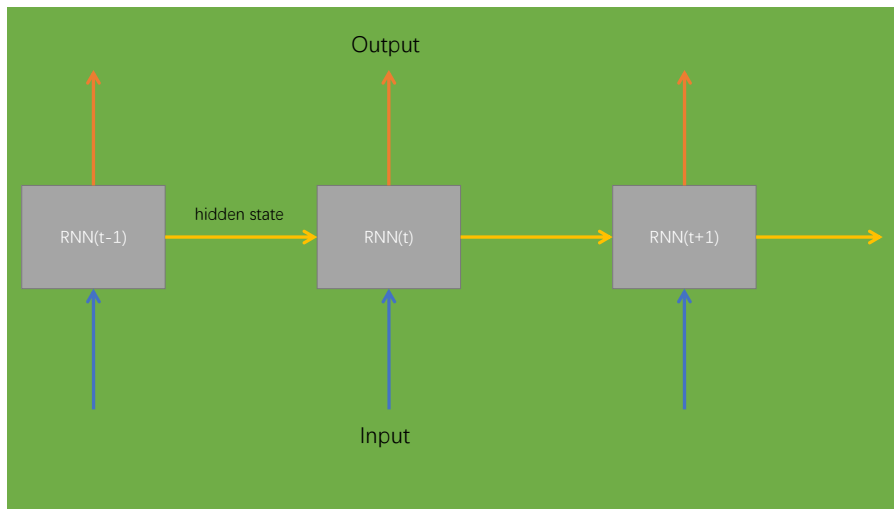 Output
hidden state
RNN(t-1)
RNN(t)
RNN(t+1)
Input